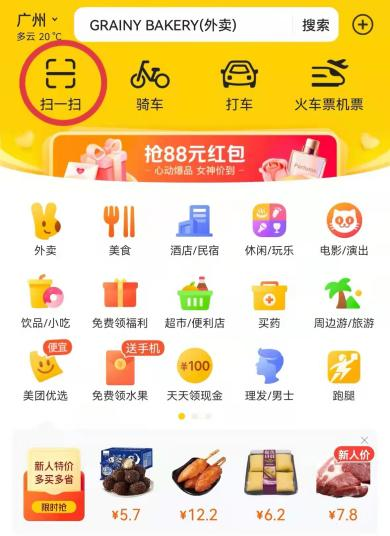 广州
多云 20℃
GRAINY BAKERY(外卖)
搜索
扫一扫
骑车
打车
火车票机票
抢88元红包
心动爆品 女神价到
Perfume
外卖
美食
酒店/民宿
休闲/玩乐
电影/演出
饮品/小吃
免费领福利
超市/便利店
买药
周边游/旅游
便宜
送手机
¥100
美团优选
免费领水果
天天领现金
理发/男士
跑腿
新人特价
多买多省
限时抢
新人价
¥5.7
¥12.2
¥6.2
¥7.8